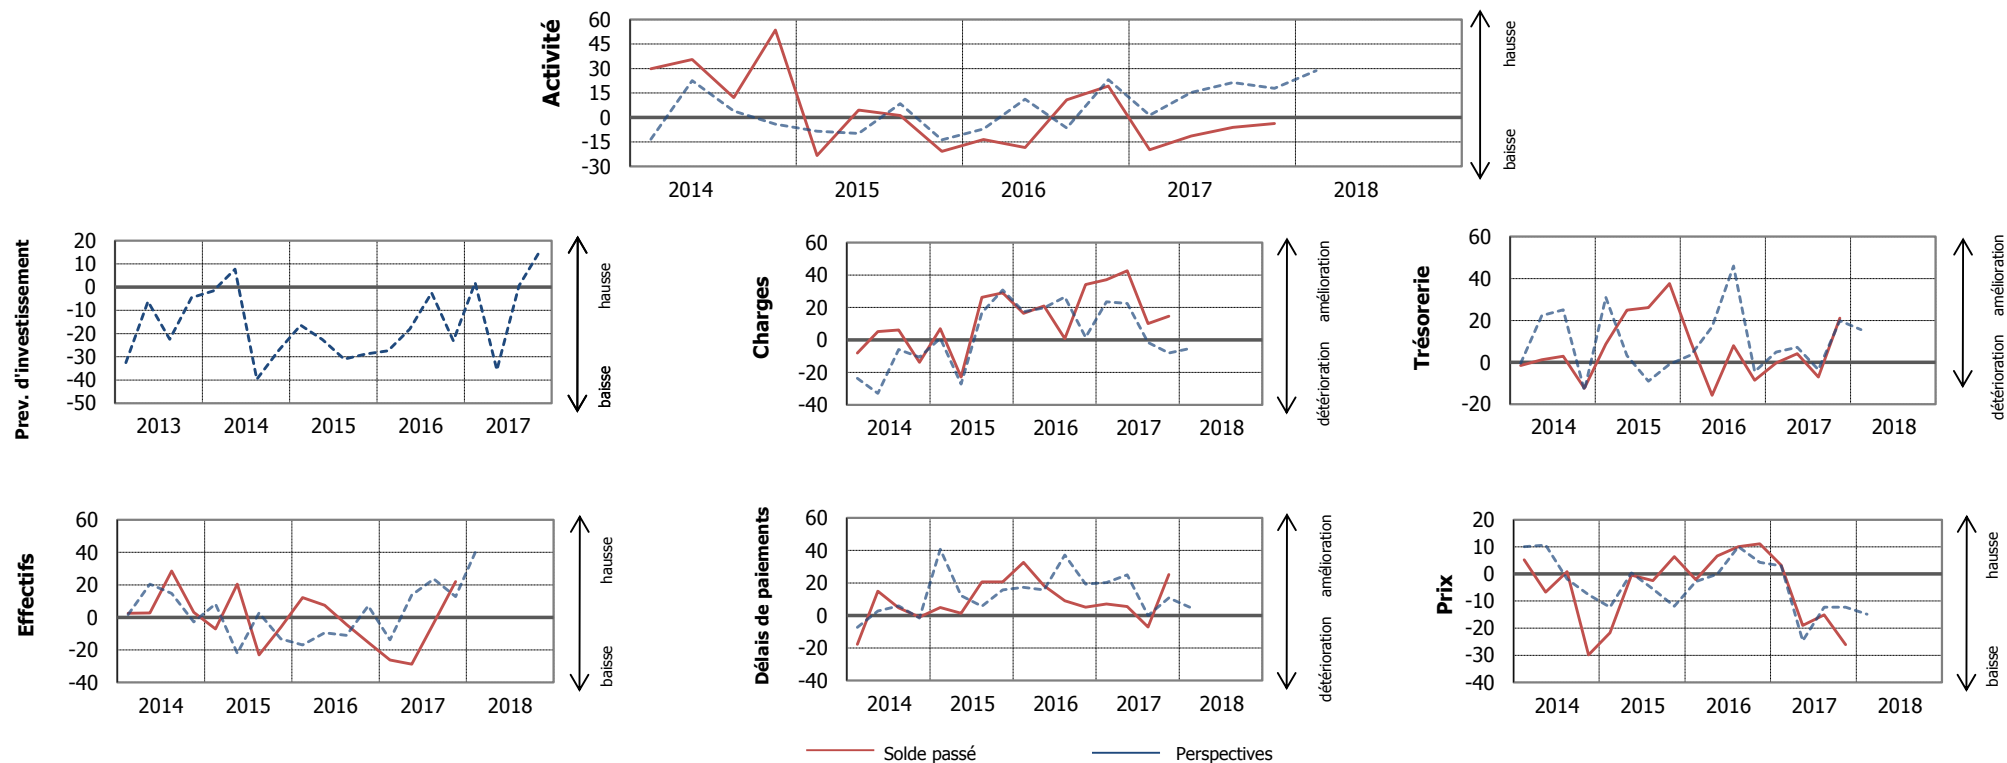 Activité
60
45
30
15
0
-15
-30
2014 2015 2016 2017 2018
hausse
baisse
Prev. d'investissement
20
10
0
-10
-20
-30
-40
-50
2013 2014 2015 2016 2017
hausse
baisse
Charges
60
40
20
0
-20
-40
2014 2015 2016 2017 2018
amélioration
détérioration
Trésorerie
60
40
20
0
-20
2014 2015 2016 2017 2018
amélioration
détérioration
Effectifs
60
40
20
0
-20
-40
2014 2015 2016 2017 2018
hausse
baisse
Délais de paiements
60
40
20
0
-20
-40
2014 2015 2016 2017 2018
amélioration
détérioration
Prix
20
10
0
-10
-20
-30
-40
2014 2015 2016 2017 2018
hausse
baisse
Solde passé Perspectives